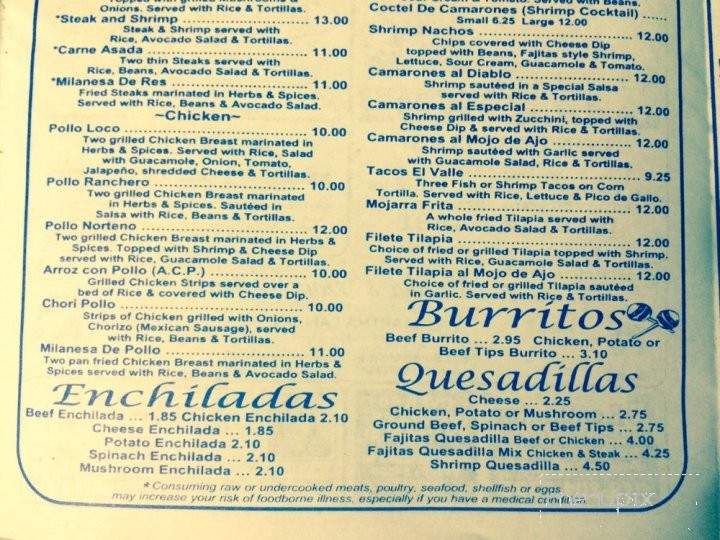 topped with grilled Mushrooms &
Onions. Served with Rice & Tortillas.
*Steak and Shrimp ........ 13.00
Steak & Shrimp served with
Rice, Avocado Salad & Tortillas.
*Carne Asada ........ 11.00
Two thin Steaks served with
Rice, Beans, Avocado Salad & Tortillas.
*Milanesa De Res ........ 11.00
Fried Steaks marinated in Herbs & Spices.
Served with Rice, Beans & Avocado Salad.
~Chicken~
Pollo Loco ........ 10.00
Two grilled Chicken Breast marinated in
Herbs & Spices. Served with Rice, Salad
with Guacamole, Onion, Tomato,
Jalapeño, shredded Cheese & Tortillas.
Pollo Ranchero ........ 10.00
Two grilled Chicken Breast marinated
in Herbs & Spices. Sautéed in
Salsa with Rice, Beans & Tortillas.
Pollo Norteno ........ 12.00
Two grilled Chicken Breast marinated in Herbs &
Spices. Topped with Shrimp & Cheese Dip
served with Rice, Guacamole Salad & Tortillas.
Arroz con Pollo (A.C.P.) ........ 10.00
Grilled Chicken Strips served over a
bed of Rice & covered with Cheese Dip.
Chori Pollo ........ 10.00
Strips of Chicken grilled with Onions,
Chorizo (Mexican Sausage), served
with Rice, Beans & Tortillas.
Milanesa De Pollo ........ 11.00
Two pan fried Chicken Breast marinated in Herbs &
Spices served with Rice, Beans & Avocado Salad.
Enchiladas
Beef Enchilada ... 1.85 Chicken Enchilada 2.10
Cheese Enchilada ... 1.85
Potato Enchilada 2.10
Spinach Enchilada ... 2.10
Mushroom Enchilada ... 2.10
Coctel De Camarones (Shrimp Cocktail) ......
Small 6.25 Large 12.00
Shrimp Nachos ........ 12.00
Chips covered with Cheese Dip
topped with Beans, Fajitas style Shrimp,
Lettuce, Sour Cream, Guacamole & Tomato.
Camarones al Diablo ........ 12.00
Shrimp sautéed in a Special Salsa
served with Rice & Tortillas.
Camarones al Especial ........ 12.00
Shrimp grilled with Zucchini, topped with
Cheese Dip & served with Rice & Tortillas.
Camarones al Mojo de Ajo ........ 12.00
Shrimp sautéed with Garlic served
with Guacamole Salad, Rice & Tortillas.
Tacos El Valle ........ 9.25
Three Fish or Shrimp Tacos on Corn
Tortilla. Served with Rice, Lettuce & Pico de Gallo.
Mojarra Frita ........ 12.00
A whole fried Tilapia served with
Rice, Avocado Salad & Tortillas.
Filete Tilapia ........ 12.00
Choice of fried or grilled Tilapia topped with Shrimp.
Served with Rice, Guacamole Salad & Tortillas.
Filete Tilapia al Mojo de Ajo ........ 12.00
Choice of fried or grilled Tilapia sautéed
in Garlic. Served with Rice & Tortillas.
Burritos
Beef Burrito ... 2.95 Chicken, Potato or
Beef Tips Burrito ... 3.10
Quesadillas
Cheese ... 2.25
Chicken, Potato or Mushroom ... 2.75
Ground Beef, Spinach or Beef Tips ... 2.75
Fajitas Quesadilla Beef or Chicken ... 4.00
Fajitas Quesadilla Mix Chicken & Steak ... 4.25
Shrimp Quesadilla ... 4.50
*Consuming raw or undercooked meats, poultry, seafood, shellfish or eggs
may increase your risk of foodborne illness, especially if you have a medical condition.